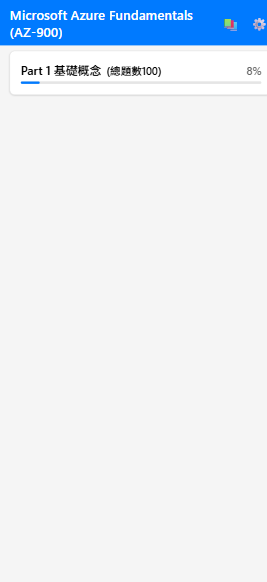 Microsoft Azure Fundamentals
(AZ-900)
Part 1 基礎概念 (總題數100) 8%